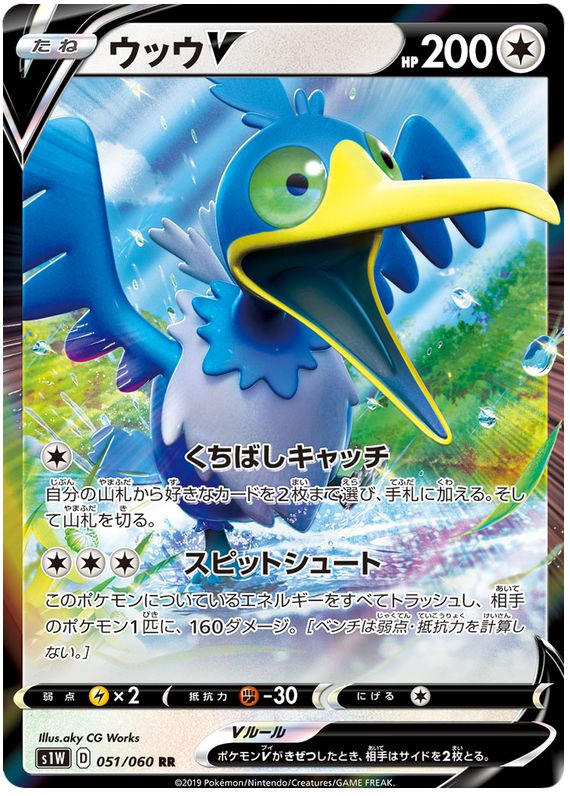 たね ウッウV HP 200
くちばしキャッチ
自分の山札から好きなカードを2枚まで選び、手札に加える。そし
て山札を切る。
スピットシュート
このポケモンについているエネルギーをすべてトラッシュし、相手
のポケモン1匹に、160ダメージ。[ベンチは弱点・抵抗力を計算し
ない。]
弱点 ×2 抵抗力 -30 にげる
Illus.aky CG Works
Vルール
s1W D 051/060 RR
ポケモンVがきぜつしたとき、相手はサイドを2枚とる。
©2019 Pokémon/Nintendo/Creatures/GAME FREAK.